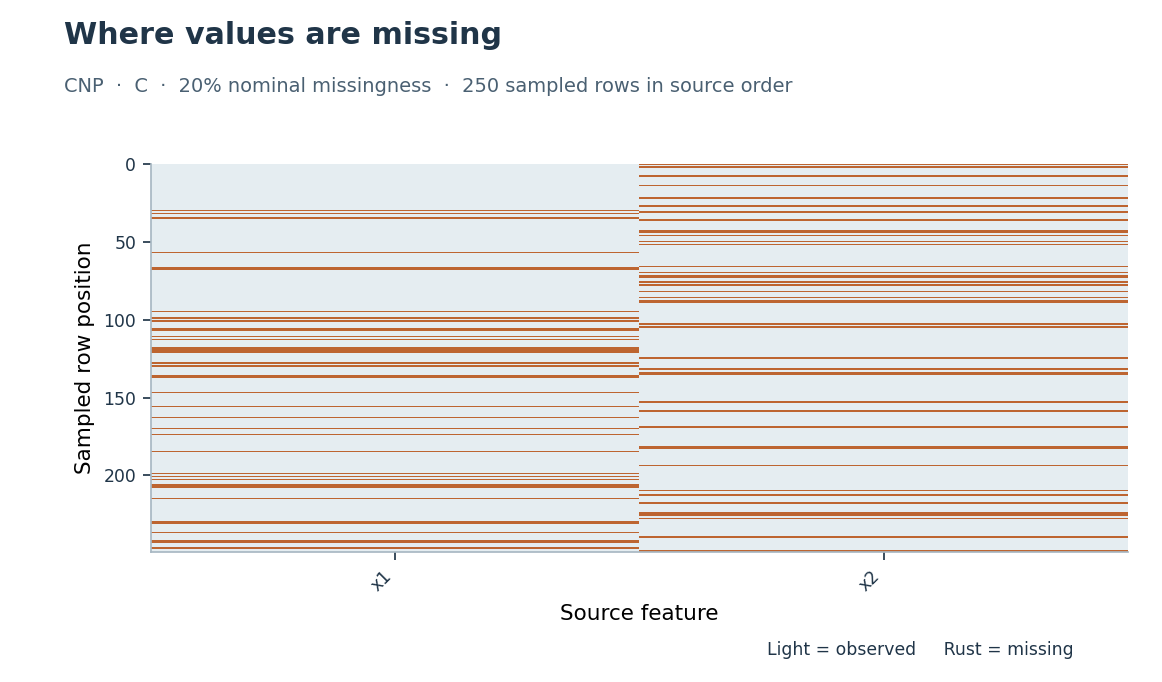 Where values are missing
CNP · C · 20% nominal missingness · 250 sampled rows in source order
0
50
100
150
200
Sampled row position
x1
x2
Source feature
Light = observed Rust = missing